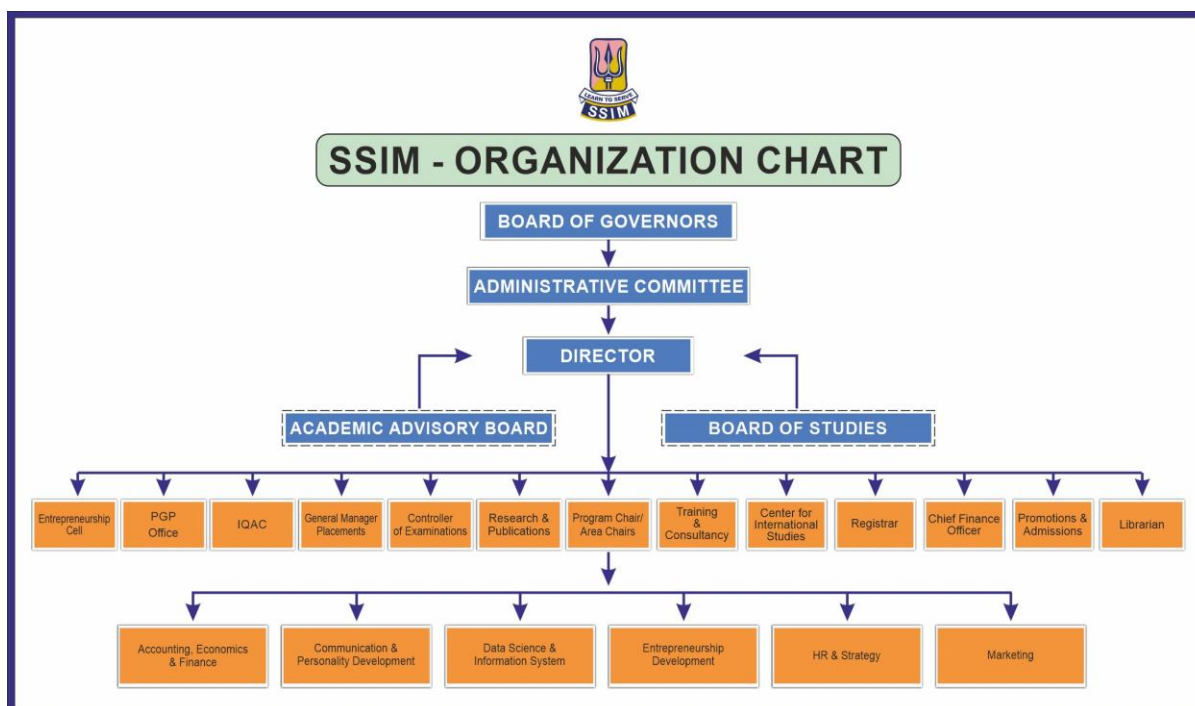 LEARN TO SERVE
SSIM
SSIM - ORGANIZATION CHART
BOARD OF GOVERNORS
ADMINISTRATIVE COMMITTEE
DIRECTOR
ACADEMIC ADVISORY BOARD
BOARD OF STUDIES
Entrepreneurship
Cell
PGP
Office
IQAC
General Manager
Placements
Controller
of Examinations
Research &
Publications
Program Chair/
Area Chairs
Training
&
Consultancy
Center for
International
Studies
Registrar
Chief Finance
Officer
Promotions &
Admissions
Librarian
Accounting, Economics
& Finance
Communication &
Personality Development
Data Science &
Information System
Entrepreneurship
Development
HR & Strategy
Marketing